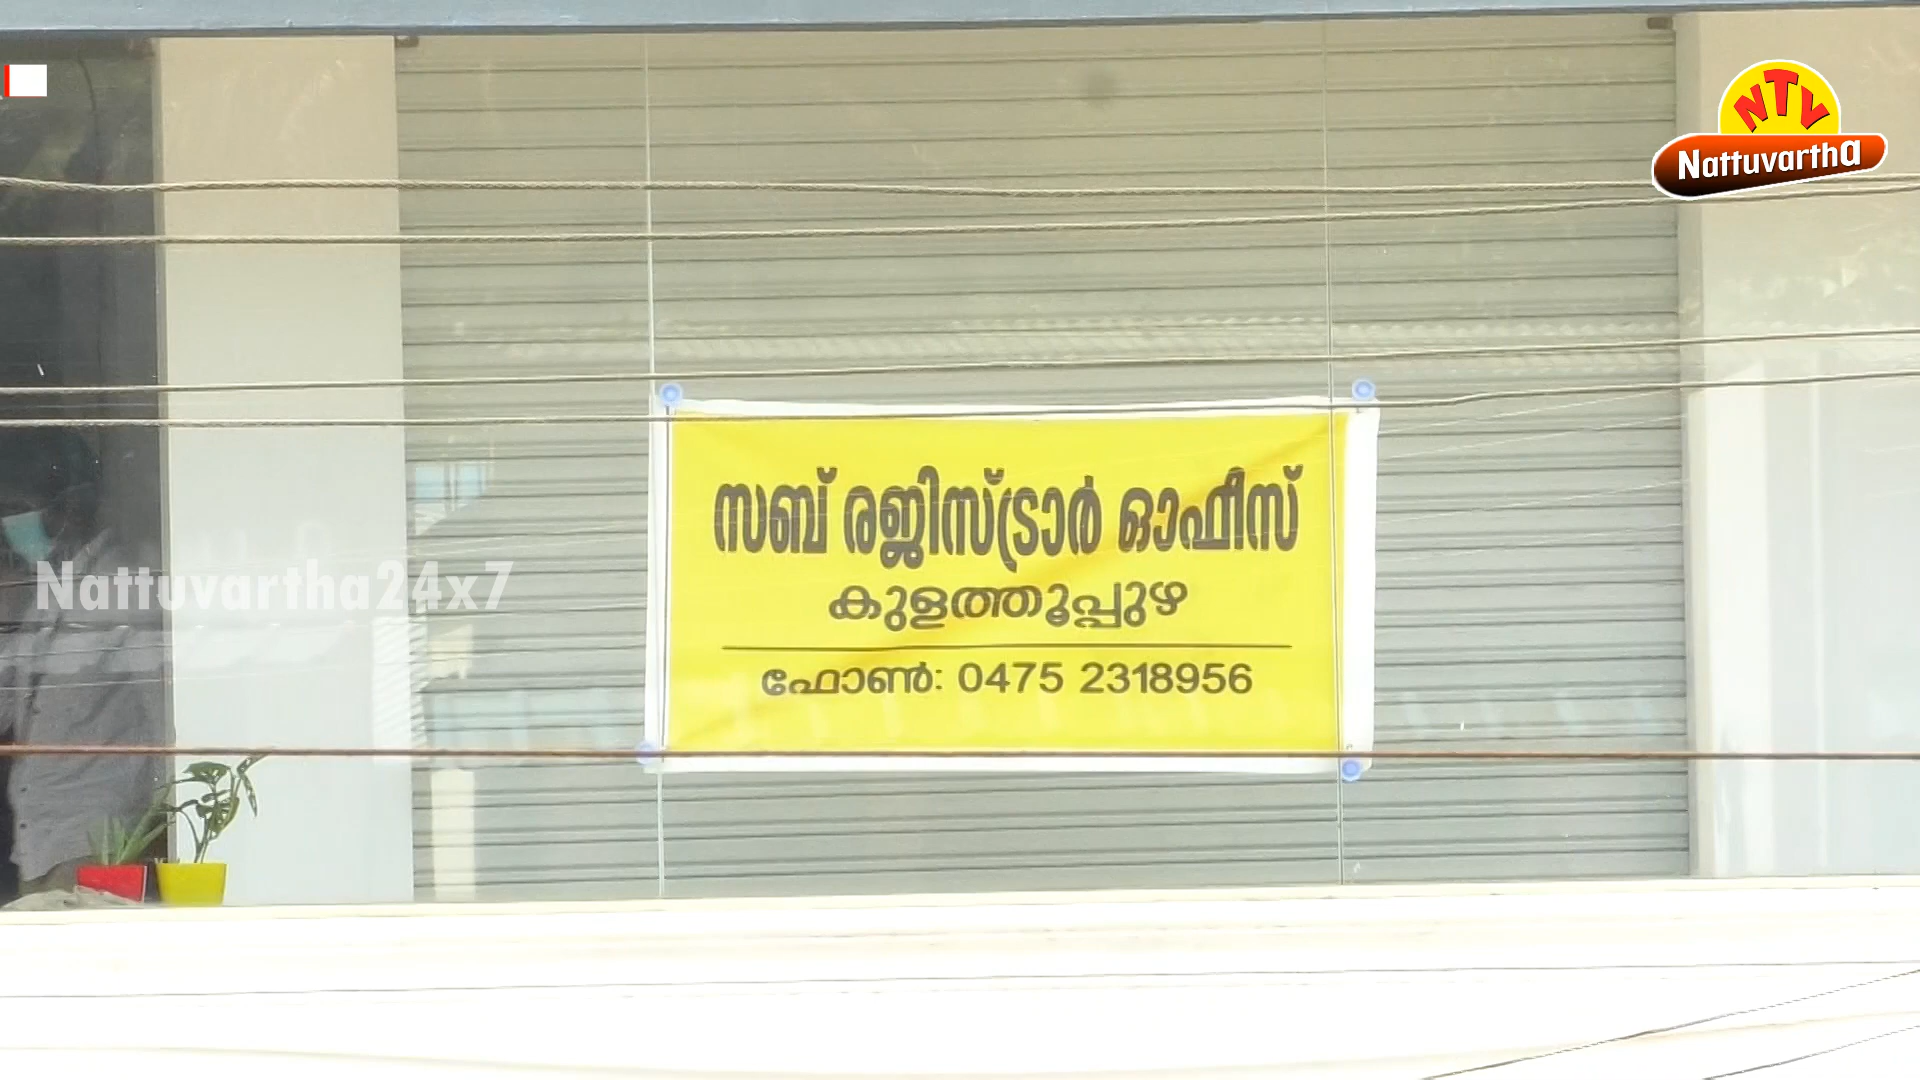 NTV
Nattuvartha
സബ് രജിസ്ട്രാർ ഓഫീസ്
കുളത്തൂപ്പുഴ
ഫോൺ: 0475 2318956
Nattuvartha24x7